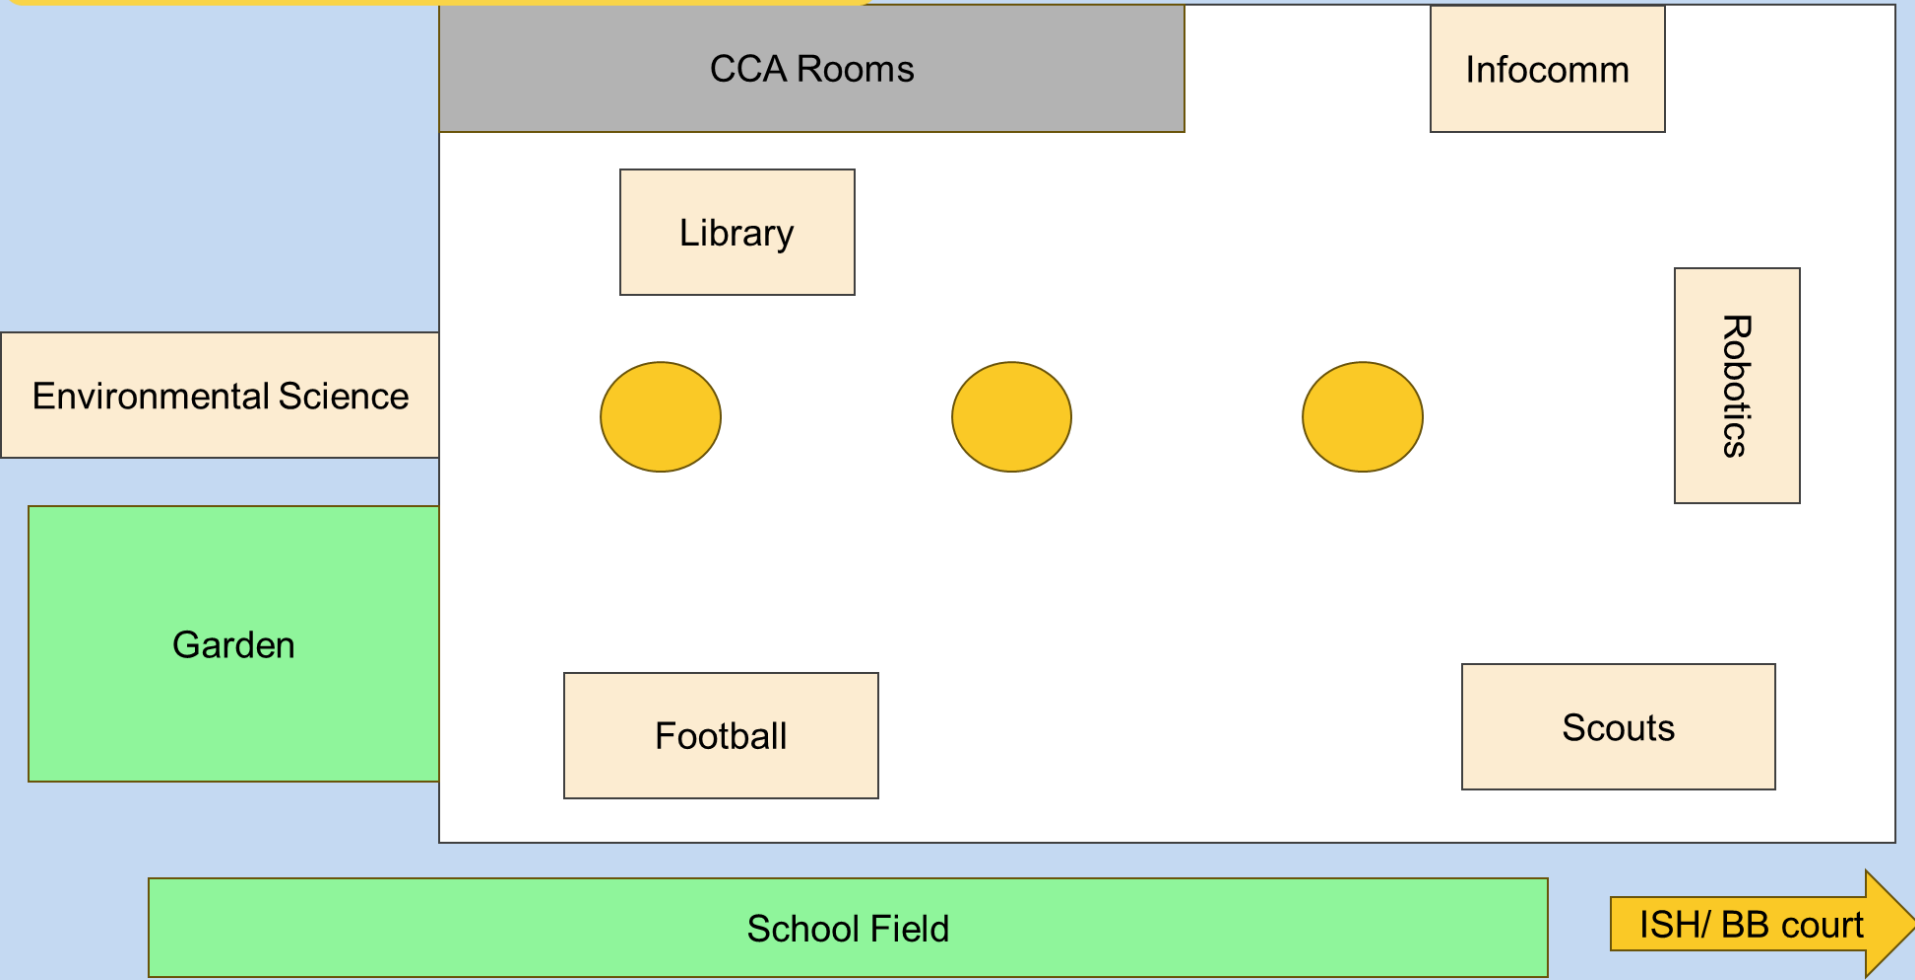 CCA Rooms
Infocomm
Library
Robotics
Environmental Science
Garden
Football
Scouts
School Field
ISH/ BB court